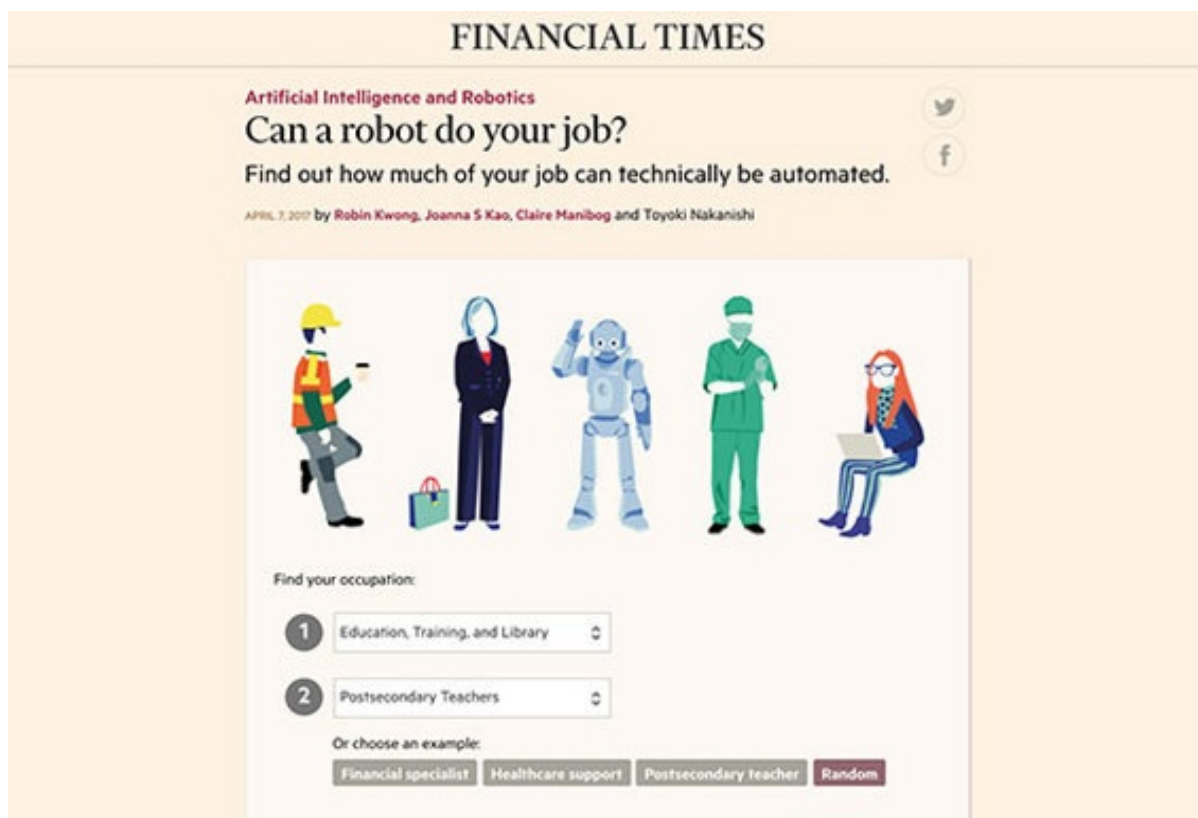 FINANCIAL TIMES
Artificial Intelligence and Robotics
Can a robot do your job?
Find out how much of your job can technically be automated.
APRIL 7, 2017 by Robin Kwong, Joanna S Kao, Claire Manibog and Toyoki Nakanishi
Find your occupation:
1 Education, Training, and Library
2 Postsecondary Teachers
Or choose an example:
Financial specialist Healthcare support Postsecondary teacher Random